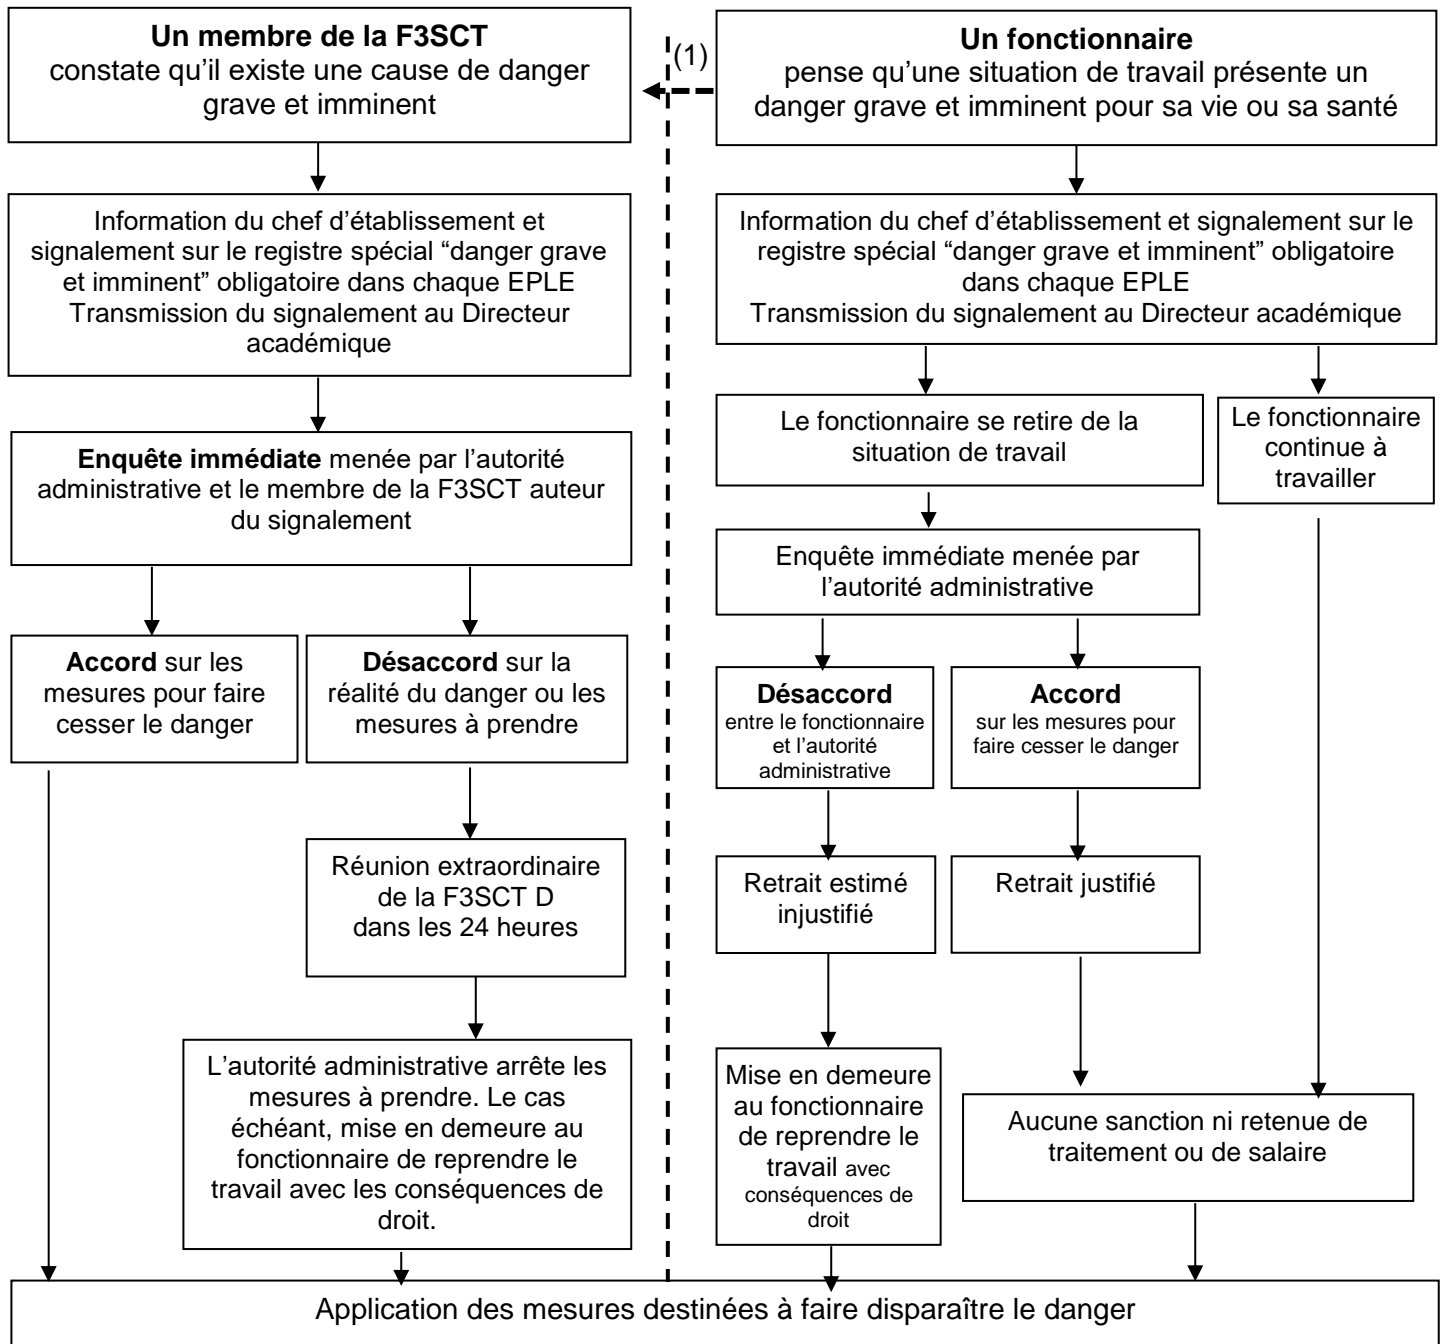 Un membre de la F3SCT
constate qu’il existe une cause de danger
grave et imminent
(1)
Un fonctionnaire
pense qu’une situation de travail présente un
danger grave et imminent pour sa vie ou sa santé
Information du chef d’établissement et
signalement sur le registre spécial “danger grave
et imminent” obligatoire dans chaque EPLE
Transmission du signalement au Directeur
académique
Information du chef d’établissement et signalement sur le
registre spécial “danger grave et imminent” obligatoire
dans chaque EPLE
Transmission du signalement au Directeur académique
Enquête immédiate menée par l’autorité
administrative et le membre de la F3SCT auteur
du signalement
Le fonctionnaire se retire de la
situation de travail
Le fonctionnaire
continue à
travailler
Enquête immédiate menée par
l’autorité administrative
Accord sur les
mesures pour faire
cesser le danger
Désaccord sur la
réalité du danger ou les
mesures à prendre
Désaccord
entre le fonctionnaire
et l’autorité
administrative
Accord
sur les mesures pour
faire cesser le danger
Réunion extraordinaire
de la F3SCT D
dans les 24 heures
Retrait estimé
injustifié
Retrait justifié
L’autorité administrative arrête les
mesures à prendre. Le cas
échéant, mise en demeure au
fonctionnaire de reprendre le
travail avec les conséquences de
droit.
Mise en demeure
au fonctionnaire
de reprendre le
travail avec
conséquences de
droit
Aucune sanction ni retenue de
traitement ou de salaire
Application des mesures destinées à faire disparaître le danger